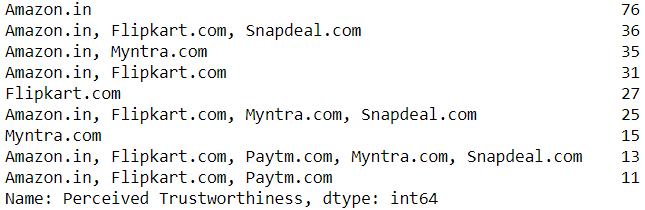 Amazon.in 76
Amazon.in, Flipkart.com, Snapdeal.com 36
Amazon.in, Myntra.com 35
Amazon.in, Flipkart.com 31
Flipkart.com 27
Amazon.in, Flipkart.com, Myntra.com, Snapdeal.com 25
Myntra.com 15
Amazon.in, Flipkart.com, Paytm.com, Myntra.com, Snapdeal.com 13
Amazon.in, Flipkart.com, Paytm.com 11
Name: Perceived Trustworthiness, dtype: int64